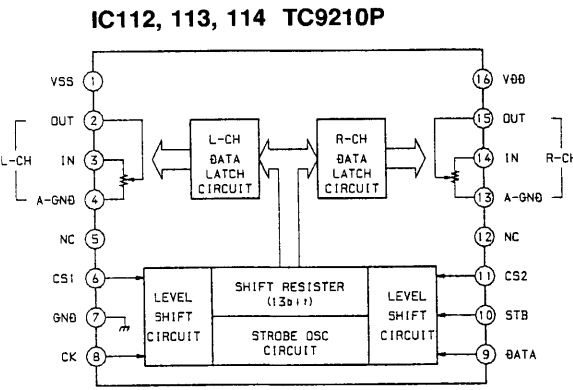 IC112, 113, 114 TC9210P
VSS 1
16 VDD
OUT 2
15 OUT
L-CH
DATA
LATCH
CIRCUIT
R-CH
DATA
LATCH
CIRCUIT
L-CH
IN 3
14 IN
R-CH
A-GND 4
13 A-GND
NC 5
12 NC
CS1 6
11 CS2
LEVEL
SHIFT
CIRCUIT
SHIFT RESISTER
(13bit)
STROBE OSC
CIRCUIT
LEVEL
SHIFT
CIRCUIT
GND 7
10 STB
CK 8
9 DATA